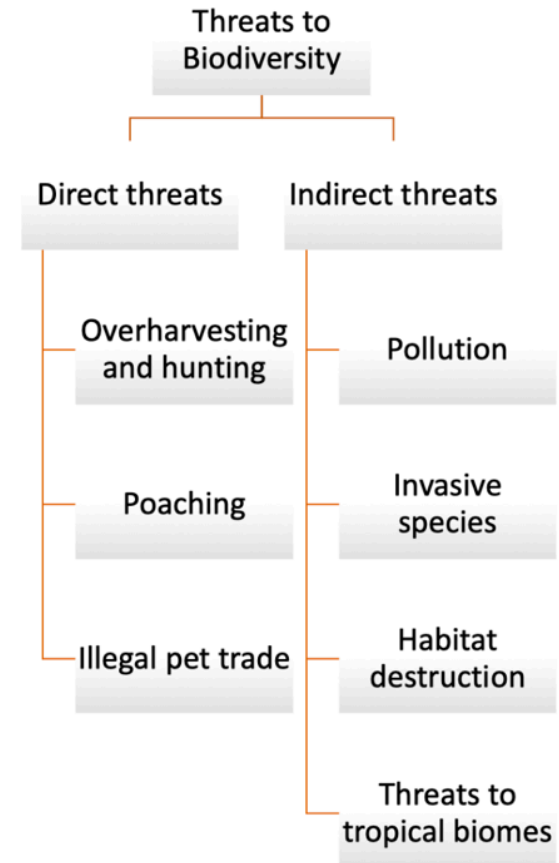 Threats to
Biodiversity
Direct threats
Overharvesting
and hunting
Poaching
Illegal pet trade
Indirect threats
Pollution
Invasive
species
Habitat
destruction
Threats to
tropical biomes